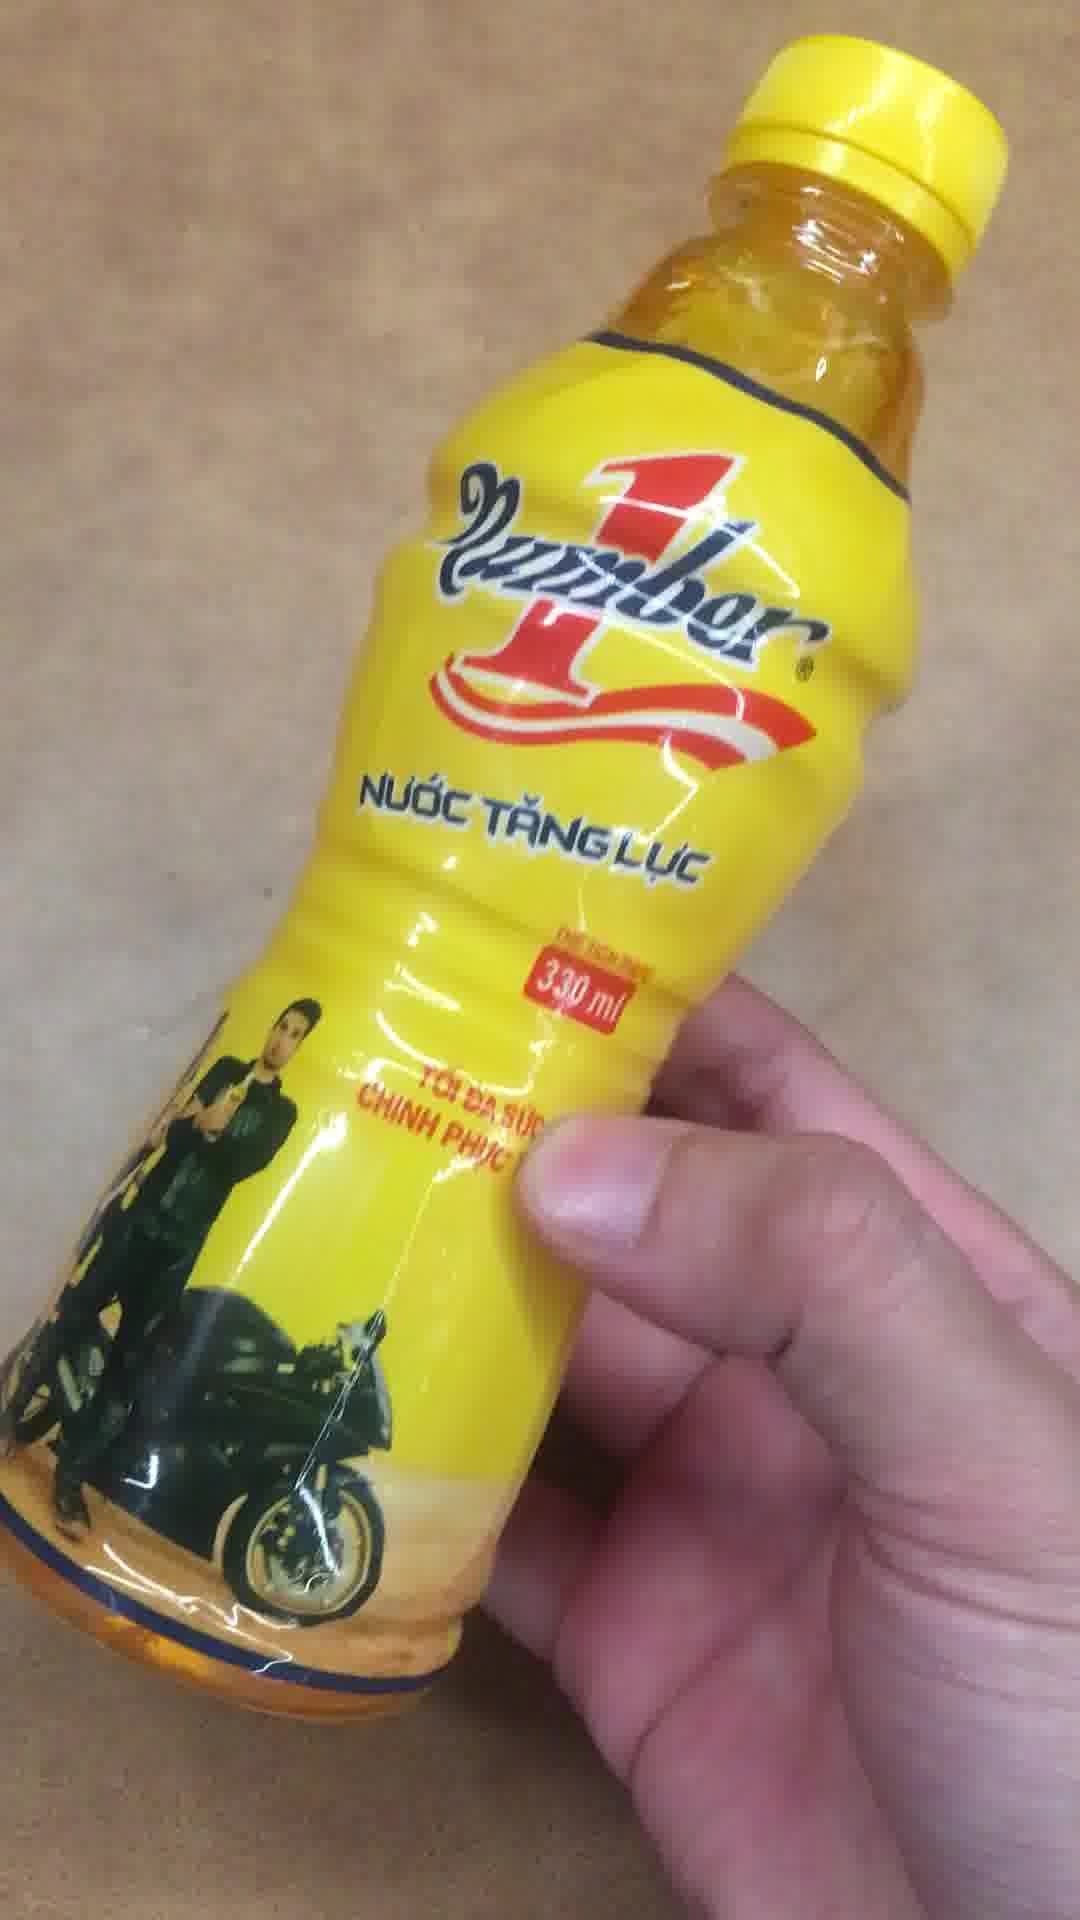 Number 1 ®
NƯỚC TĂNG LỰC
330 ml
TỐI ĐA SỨC
CHINH PHỤC